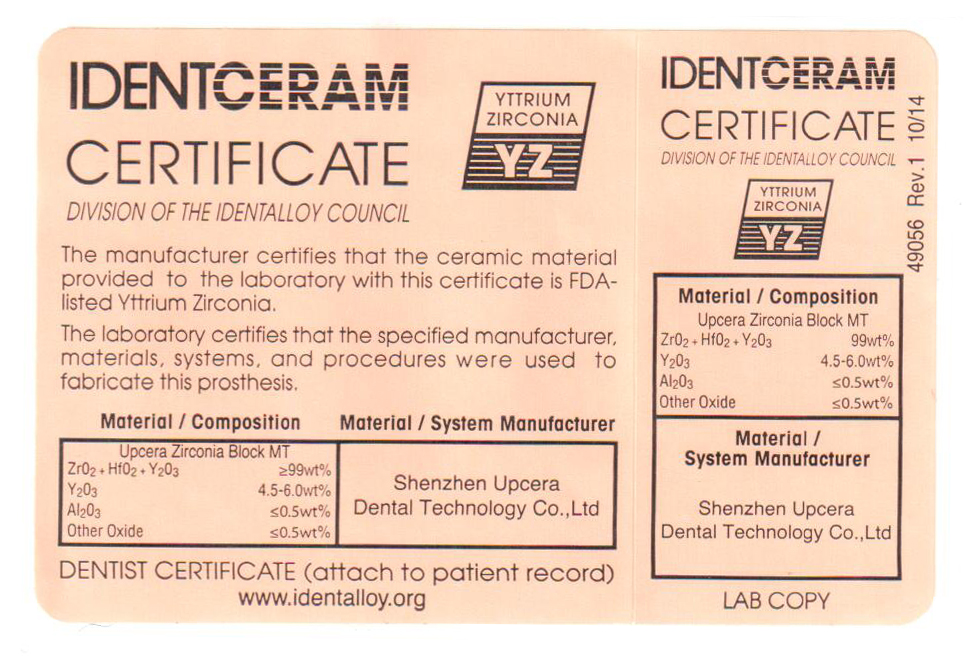 IDENTCERAM
CERTIFICATE
DIVISION OF THE IDENTALLOY COUNCIL
YTTRIUM
ZIRCONIA
YZ
The manufacturer certifies that the ceramic material
provided to the laboratory with this certificate is FDA-
listed Yttrium Zirconia.
The laboratory certifies that the specified manufacturer,
materials, systems, and procedures were used to
fabricate this prosthesis.
Material / Composition
Upcera Zirconia Block MT
ZrO₂ + HfO₂ + Y₂O₃ ≥99wt%
Y₂O₃ 4.5-6.0wt%
Al₂O₃ ≤0.5wt%
Other Oxide ≤0.5wt%
Material / System Manufacturer
Shenzhen Upcera
Dental Technology Co.,Ltd
DENTIST CERTIFICATE (attach to patient record)
www.identalloy.org
IDENTCERAM
CERTIFICATE
DIVISION OF THE IDENTALLOY COUNCIL
YTTRIUM
ZIRCONIA
YZ
49056 Rev.1 10/14
Material / Composition
Upcera Zirconia Block MT
ZrO₂ + HfO₂ + Y₂O₃ 99wt%
Y₂O₃ 4.5-6.0wt%
Al₂O₃ ≤0.5wt%
Other Oxide ≤0.5wt%
Material /
System Manufacturer
Shenzhen Upcera
Dental Technology Co.,Ltd
LAB COPY